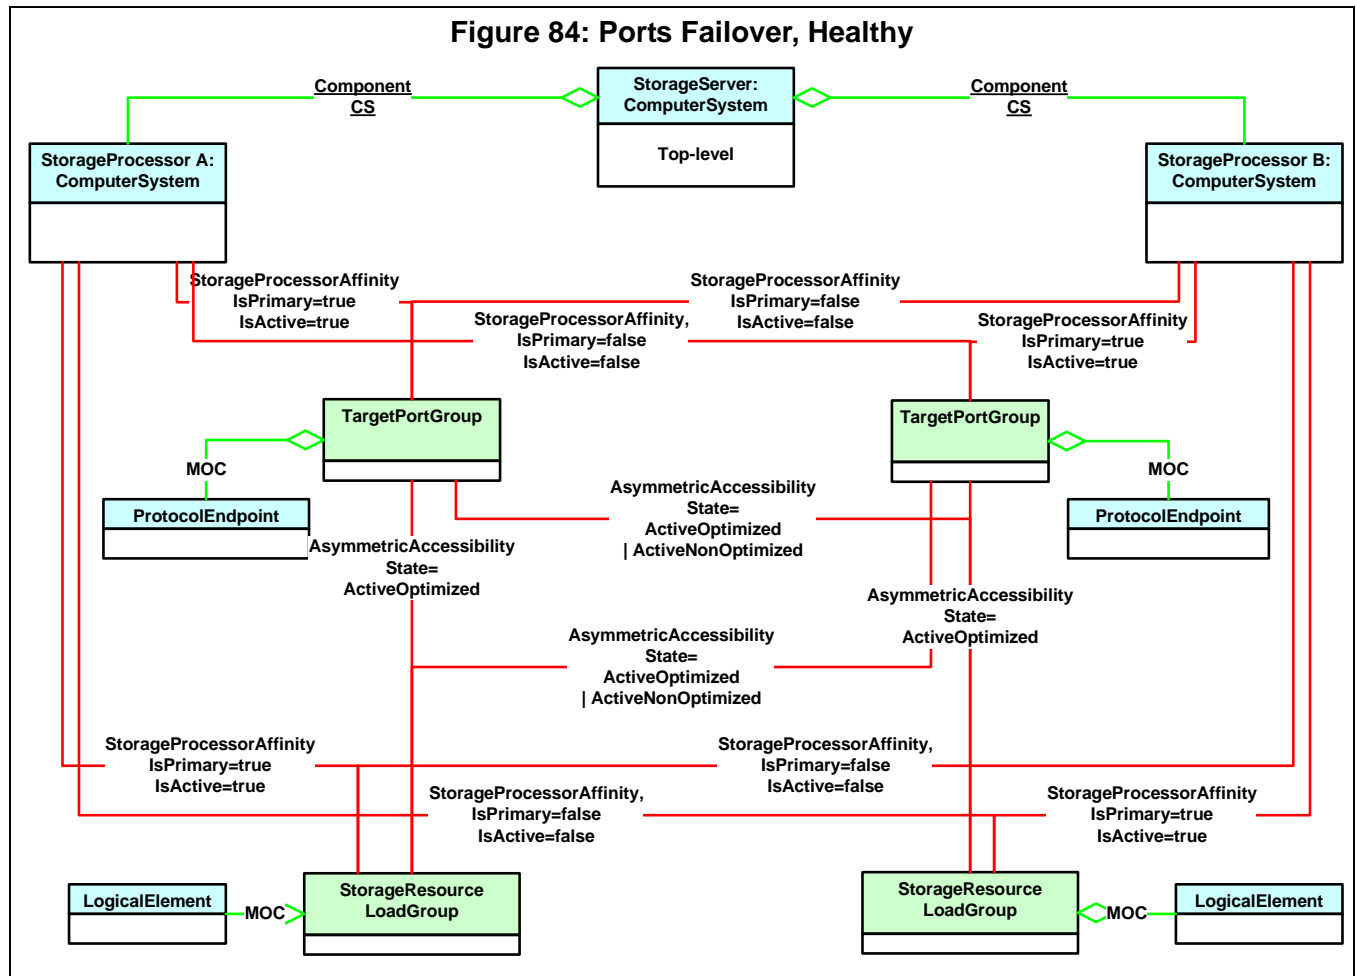 Figure 84: Ports Failover, Healthy
Component
CS
StorageServer:
ComputerSystem
Top-level
Component
CS
StorageProcessor A:
ComputerSystem
StorageProcessor B:
ComputerSystem
StorageProcessorAffinity
IsPrimary=true
IsActive=true
StorageProcessorAffinity
IsPrimary=false
IsActive=false
StorageProcessorAffinity,
IsPrimary=false
IsActive=false
StorageProcessorAffinity
IsPrimary=true
IsActive=true
TargetPortGroup
TargetPortGroup
MOC
MOC
ProtocolEndpoint
ProtocolEndpoint
AsymmetricAccessibility
State=
ActiveOptimized
| ActiveNonOptimized
AsymmetricAccessibility
State=
ActiveOptimized
AsymmetricAccessibility
State=
ActiveOptimized
AsymmetricAccessibility
State=
ActiveOptimized
| ActiveNonOptimized
StorageProcessorAffinity
IsPrimary=true
IsActive=true
StorageProcessorAffinity,
IsPrimary=false
IsActive=false
StorageProcessorAffinity,
IsPrimary=false
IsActive=false
StorageProcessorAffinity
IsPrimary=true
IsActive=true
LogicalElement
MOC
StorageResource
LoadGroup
StorageResource
LoadGroup
MOC
LogicalElement